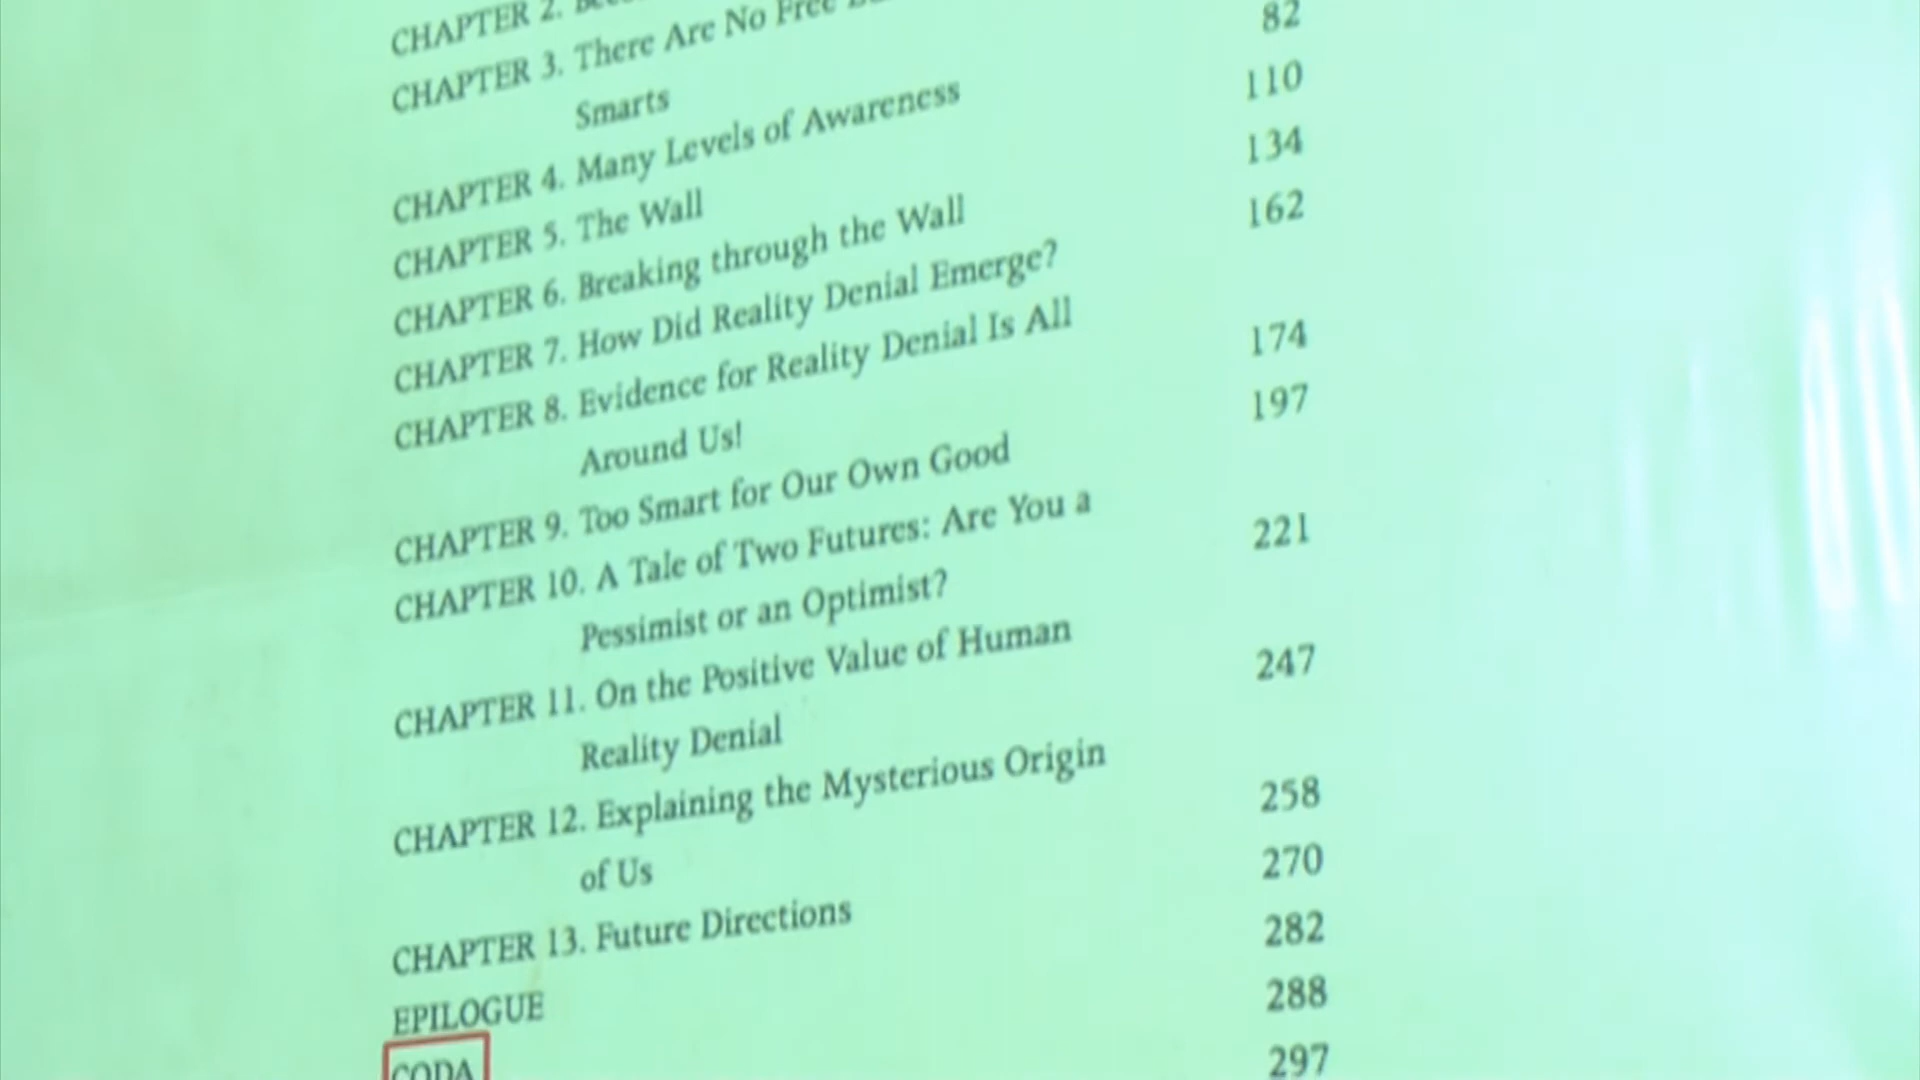 CHAPTER 2.
CHAPTER 3. There Are No Free
Smarts
CHAPTER 4. Many Levels of Awareness 82
CHAPTER 5. The Wall 110
CHAPTER 6. Breaking through the Wall 134
CHAPTER 7. How Did Reality Denial Emerge? 162
CHAPTER 8. Evidence for Reality Denial Is All
Around Us! 174
CHAPTER 9. Too Smart for Our Own Good 197
CHAPTER 10. A Tale of Two Futures: Are You a
Pessimist or an Optimist? 221
CHAPTER 11. On the Positive Value of Human
Reality Denial 247
CHAPTER 12. Explaining the Mysterious Origin
of Us 258
CHAPTER 13. Future Directions 270
EPILOGUE 282
CODA 288
297